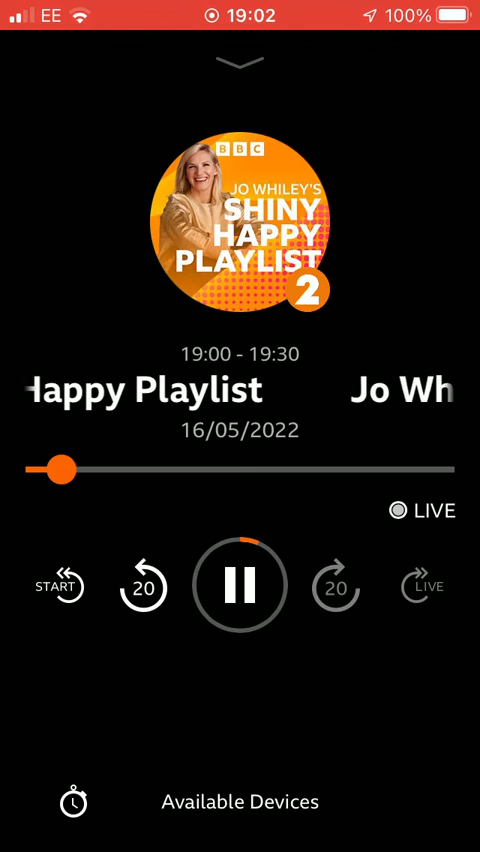 EE 19:02 100%
BBC
JO WHILEY'S
SHINY
HAPPY
PLAYLIST
2
19:00 - 19:30
Happy Playlist Jo Wh
16/05/2022
LIVE
START 20 20 LIVE
Available Devices